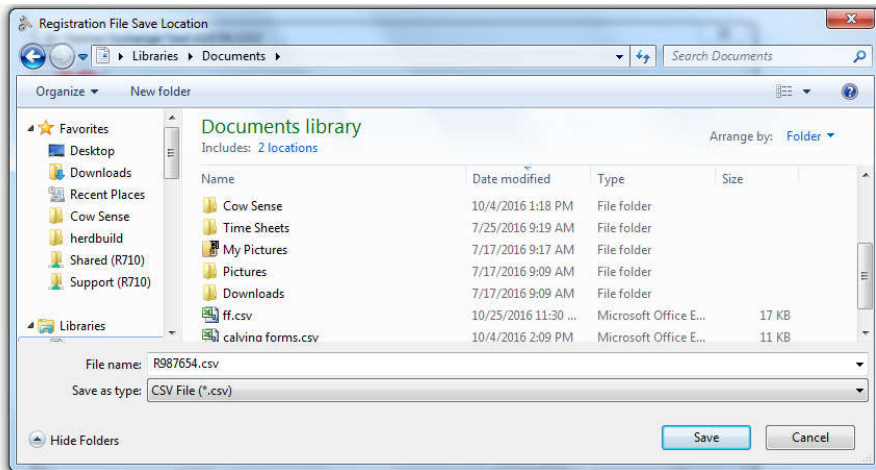 Registration File Save Location
Libraries Documents
Search Documents
Organize New folder
Favorites
Desktop
Downloads
Recent Places
Cow Sense
herdbuild
Shared (R710)
Support (R710)
Libraries
Documents library
Includes: 2 locations
Arrange by: Folder
Name Date modified Type Size
Cow Sense 10/4/2016 1:18 PM File folder
Time Sheets 7/25/2016 9:19 AM File folder
My Pictures 7/17/2016 9:17 AM File folder
Pictures 7/17/2016 9:09 AM File folder
Downloads 7/17/2016 9:09 AM File folder
ff.csv 10/25/2016 11:30 ... Microsoft Office E... 17 KB
calving forms.csv 10/4/2016 2:09 PM Microsoft Office E... 11 KB
File name: R987654.csv
Save as type: CSV File (*.csv)
Hide Folders
Save
Cancel